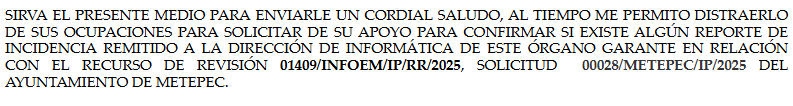 SIRVA EL PRESENTE MEDIO PARA ENVIARLE UN CORDIAL SALUDO, AL TIEMPO ME PERMITO DISTRAERLO
DE SUS OCUPACIONES PARA SOLICITAR DE SU APOYO PARA CONFIRMAR SI EXISTE ALGÚN REPORTE DE
INCIDENCIA REMITIDO A LA DIRECCIÓN DE INFORMÁTICA DE ESTE ÓRGANO GARANTE EN RELACIÓN
CON EL RECURSO DE REVISIÓN 01409/INFOEM/IP/RR/2025, SOLICITUD 00028/METEPEC/IP/2025 DEL
AYUNTAMIENTO DE METEPEC.